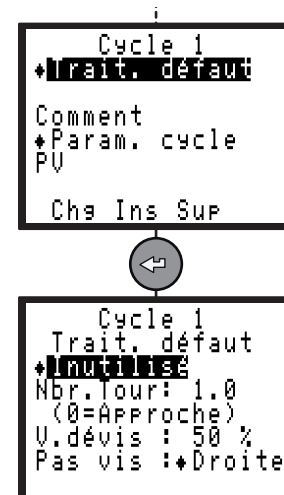 Cycle 1
♦Trait. défaut
Comment
♦Param. cycle
PV
Chg Ins Sup
Cycle 1
Trait. défaut
♦Inutilisé
Nbr.Tour: 1.0
(0=Approche)
V.dévis : 50 %
Pas vis :♦Droite